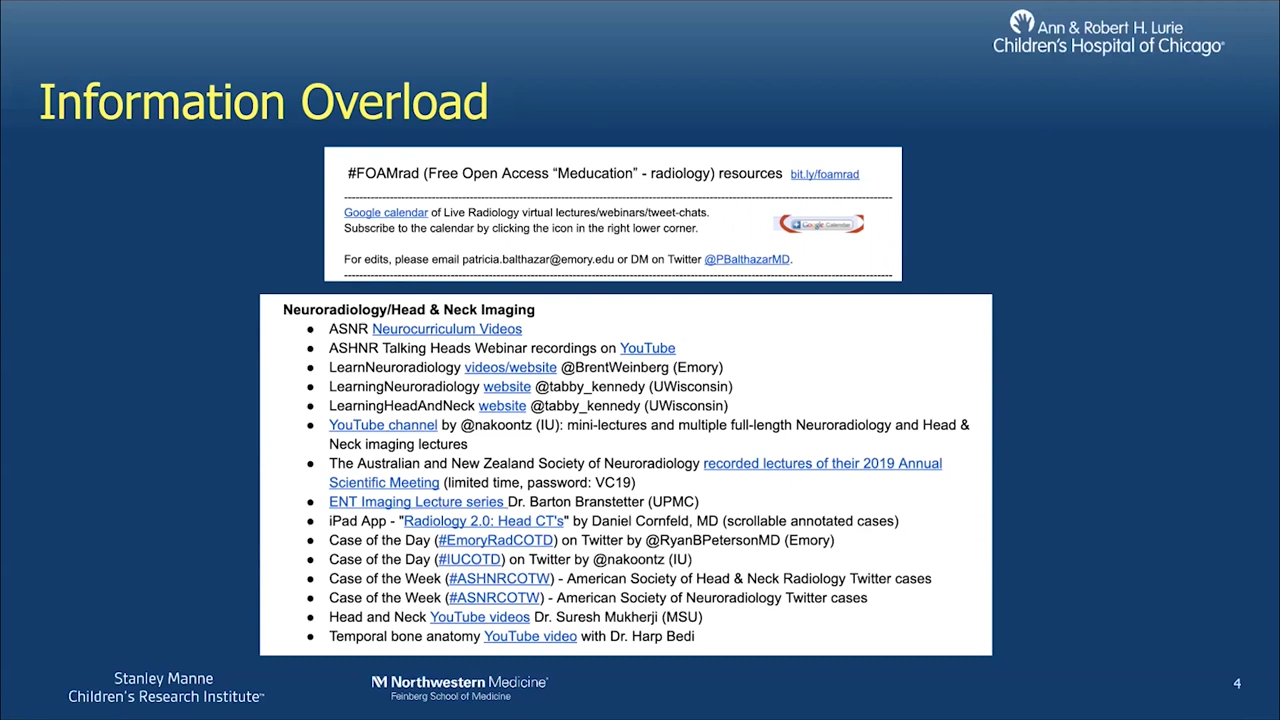 Ann & Robert H. Lurie
Children's Hospital of Chicago®
Information Overload
#FOAMrad (Free Open Access “Meducation” - radiology) resources bit.ly/foamrad
Google calendar of Live Radiology virtual lectures/webinars/tweet-chats.
Subscribe to the calendar by clicking the icon in the right lower corner.
Google Calendar
For edits, please email patricia.balthazar@emory.edu or DM on Twitter @PBalthazarMD.
Neuroradiology/Head & Neck Imaging
● ASNR Neurocurriculum Videos
● ASHNR Talking Heads Webinar recordings on YouTube
● LearnNeuroradiology videos/website @BrentWeinberg (Emory)
● LearningNeuroradiology website @tabby_kennedy (UWisconsin)
● LearningHeadAndNeck website @tabby_kennedy (UWisconsin)
● YouTube channel by @nakoontz (IU): mini-lectures and multiple full-length Neuroradiology and Head &
Neck imaging lectures
● The Australian and New Zealand Society of Neuroradiology recorded lectures of their 2019 Annual
Scientific Meeting (limited time, password: VC19)
● ENT Imaging Lecture series Dr. Barton Branstetter (UPMC)
● iPad App - "Radiology 2.0: Head CT's" by Daniel Cornfeld, MD (scrollable annotated cases)
● Case of the Day (#EmoryRadCOTD) on Twitter by @RyanBPetersonMD (Emory)
● Case of the Day (#IUCOTD) on Twitter by @nakoontz (IU)
● Case of the Week (#ASHNRCOTW) - American Society of Head & Neck Radiology Twitter cases
● Case of the Week (#ASNRCOTW) - American Society of Neuroradiology Twitter cases
● Head and Neck YouTube videos Dr. Suresh Mukherji (MSU)
● Temporal bone anatomy YouTube video with Dr. Harp Bedi
Stanley Manne
Children's Research Institute™
Northwestern Medicine®
Feinberg School of Medicine
4